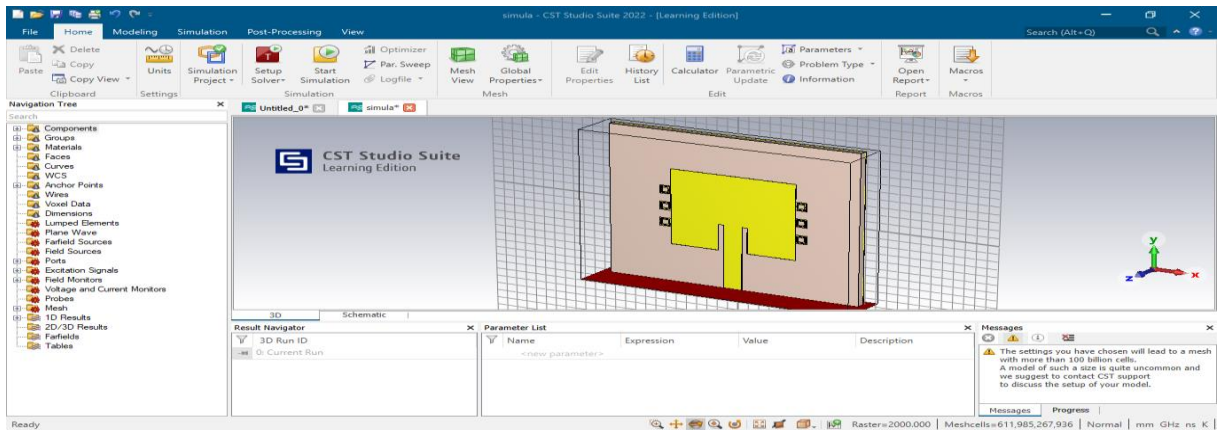 simula - CST Studio Suite 2022 - [Learning Edition]
File Home Modeling Simulation Post-Processing View Search (Alt+Q)
Paste
Delete
Copy
Copy View
Clipboard
Units
Settings
Simulation Project
Setup Solver
Start Simulation
Optimizer
Par. Sweep
Logfile
Simulation
Mesh View
Global Properties
Mesh
Edit Properties
History List
Calculator
Parametric Update
Parameters
Problem Type
Information
Edit
Open Report
Report
Macros
Macros
Navigation Tree
Search
Components
Groups
Materials
Faces
Curves
WCS
Anchor Points
Wires
Voxel Data
Dimensions
Lumped Elements
Plane Wave
Farfield Sources
Field Sources
Ports
Excitation Signals
Field Monitors
Voltage and Current Monitors
Probes
Mesh
1D Results
2D/3D Results
Farfields
Tables
Untitled_0* simula*
CST Studio Suite
Learning Edition
y
z x
3D Schematic
Result Navigator
3D Run ID
0: Current Run
Parameter List
Name Expression Value Description
<new parameter>
Messages
The settings you have chosen will lead to a mesh
with more than 100 billion cells.
A model of such a size is quite uncommon and
we suggest to contact CST support
to discuss the setup of your model.
Messages Progress
Ready Raster=2000.000 Meshcells=611,985,267,936 Normal mm GHz ns K